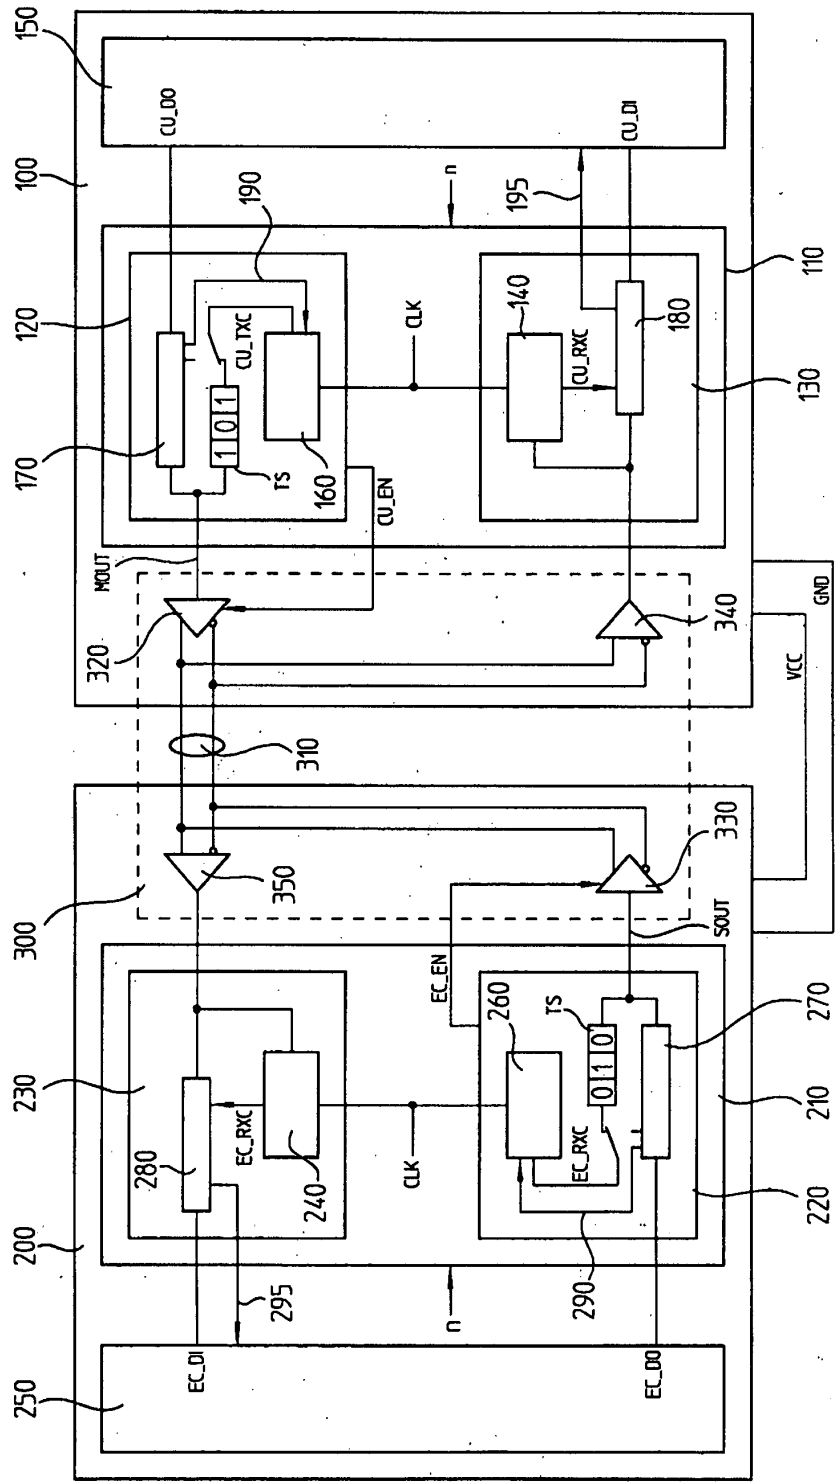 150
CU_DO
CU_DI
100
190
n
195
120
CU_TXC
140
180
110
CLK
CU_RXC
130
170
1 0 1
TS
160
CU_EN
MOUT
320
340
GND
VCC
310
350
330
300
SOUT
EC_EN
260
TS
270
0 1 0
230
EC_RXC
280
240
CLK
EC_RXC
210
220
200
295
n
290
EC_DI
EC_DO
250